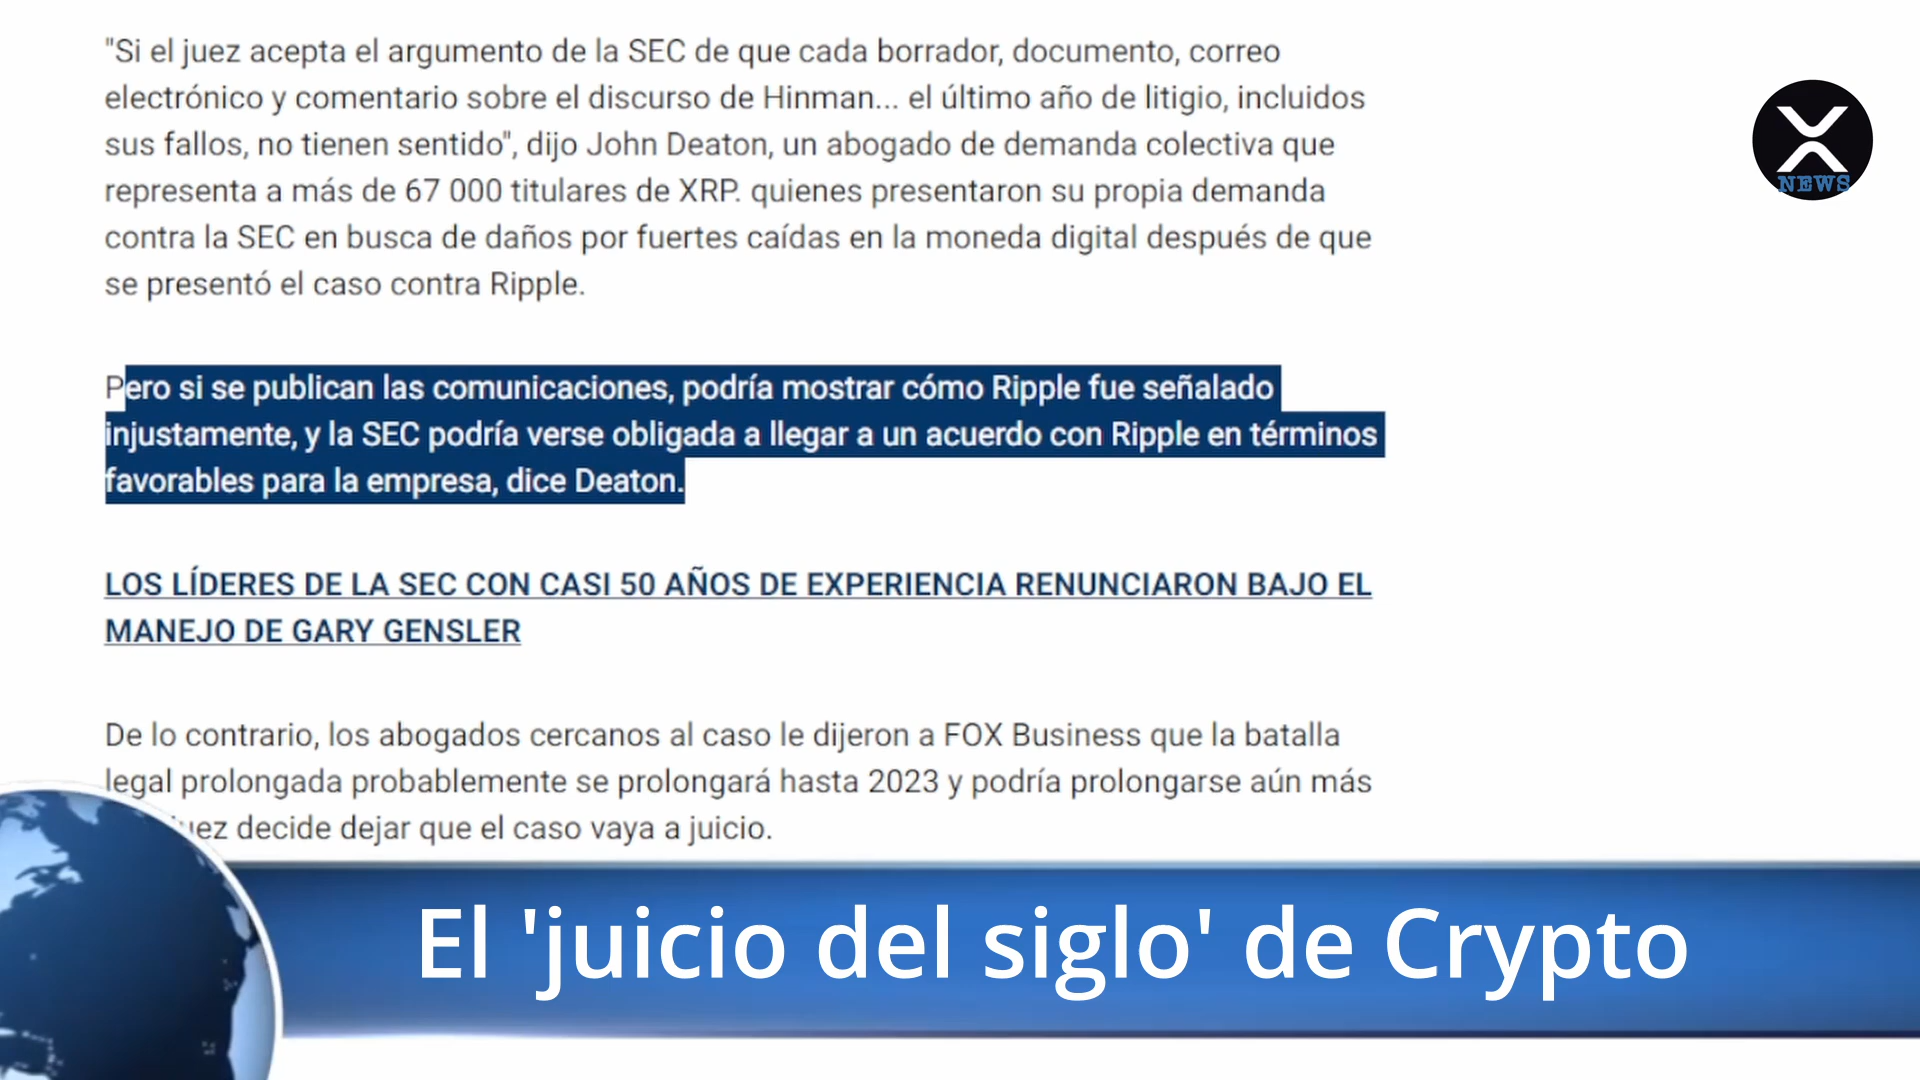 "Si el juez acepta el argumento de la SEC de que cada borrador, documento, correo
electrónico y comentario sobre el discurso de Hinman... el último año de litigio, incluidos
sus fallos, no tienen sentido", dijo John Deaton, un abogado de demanda colectiva que
representa a más de 67 000 titulares de XRP. quienes presentaron su propia demanda
contra la SEC en busca de daños por fuertes caídas en la moneda digital después de que
se presentó el caso contra Ripple.
NEWS
Pero si se publican las comunicaciones, podría mostrar cómo Ripple fue señalado
injustamente, y la SEC podría verse obligada a llegar a un acuerdo con Ripple en términos
favorables para la empresa, dice Deaton.
LOS LÍDERES DE LA SEC CON CASI 50 AÑOS DE EXPERIENCIA RENUNCIARON BAJO EL
MANEJO DE GARY GENSLER
De lo contrario, los abogados cercanos al caso le dijeron a FOX Business que la batalla
legal prolongada probablemente se prolongará hasta 2023 y podría prolongarse aún más
decide dejar que el caso vaya a juicio.
El 'juicio del siglo' de Crypto